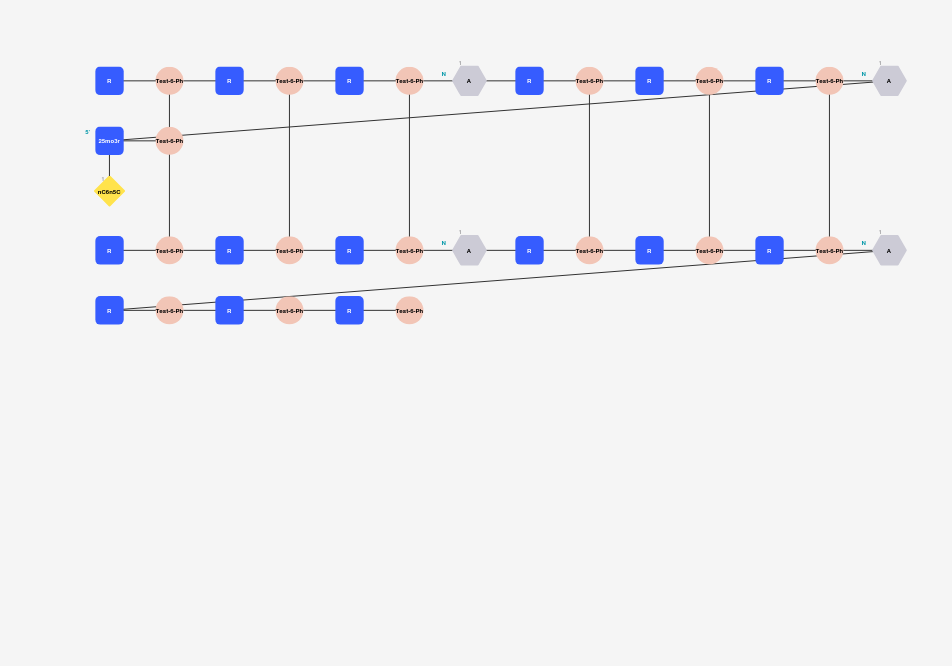 1 1
N N
R Test-6-Ph R Test-6-Ph R Test-6-Ph A R Test-6-Ph R Test-6-Ph R Test-6-Ph A
5'
25mo3r Test-6-Ph
1
nC6n5C
1 1
N N
R Test-6-Ph R Test-6-Ph R Test-6-Ph A R Test-6-Ph R Test-6-Ph R Test-6-Ph A
R Test-6-Ph R Test-6-Ph R Test-6-Ph